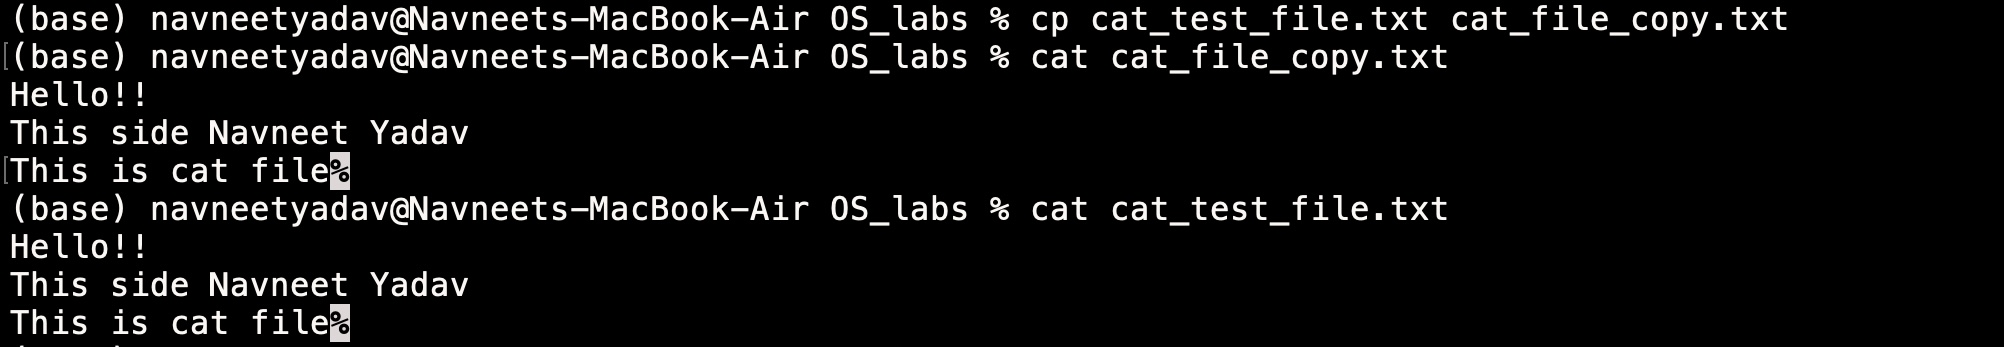 (base) navneetyadav@Navneets-MacBook-Air OS_labs % cp cat_test_file.txt cat_file_copy.txt
[(base) navneetyadav@Navneets-MacBook-Air OS_labs % cat cat_file_copy.txt
Hello!!
This side Navneet Yadav
[This is cat file%
(base) navneetyadav@Navneets-MacBook-Air OS_labs % cat cat_test_file.txt
Hello!!
This side Navneet Yadav
This is cat file%